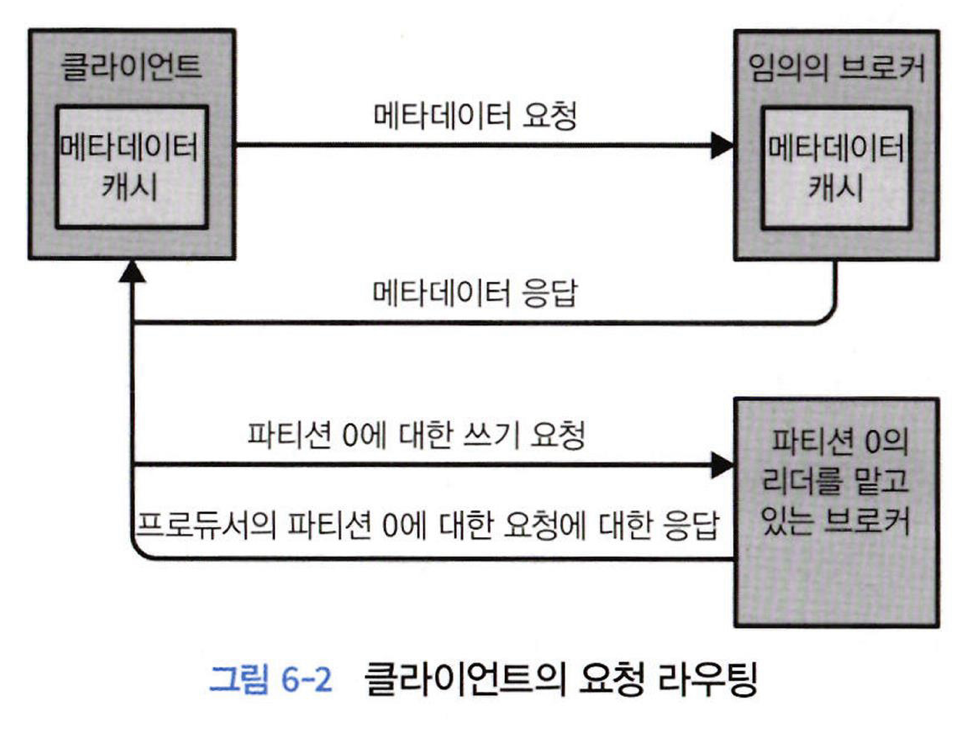 클라이언트
메타데이터
캐시
메타데이터 요청
임의의 브로커
메타데이터
캐시
메타데이터 응답
파티션 0에 대한 쓰기 요청
프로듀서의 파티션 0에 대한 요청에 대한 응답
파티션 0의
리더를 맡고
있는 브로커
그림 6-2 클라이언트의 요청 라우팅